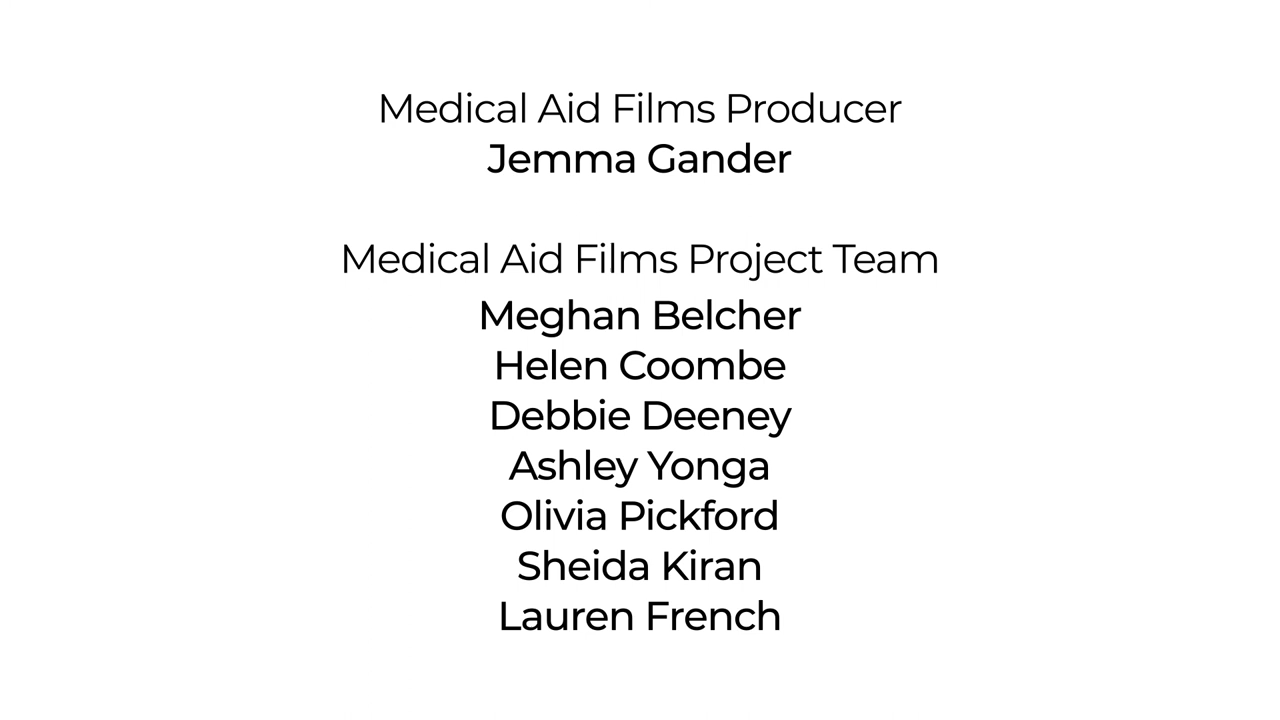 Medical Aid Films Producer
Jemma Gander
Medical Aid Films Project Team
Meghan Belcher
Helen Coombe
Debbie Deeney
Ashley Yonga
Olivia Pickford
Sheida Kiran
Lauren French